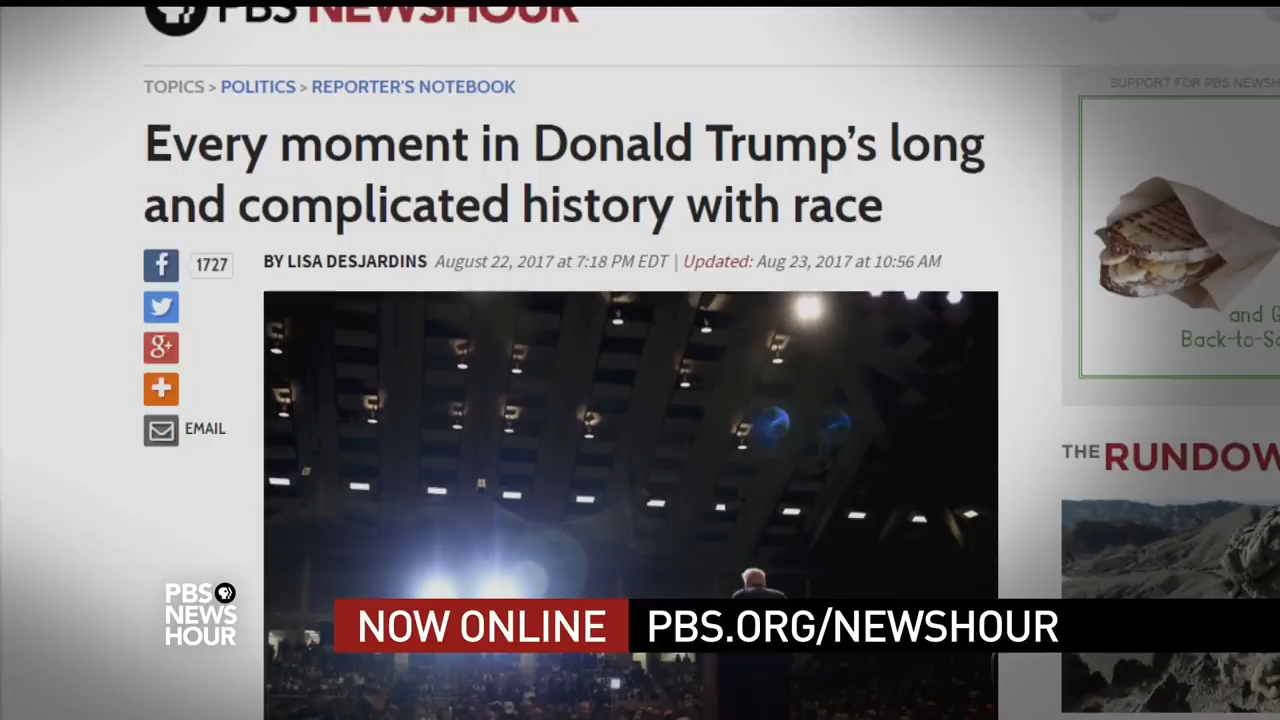 PBS NEWSHOUR
TOPICS > POLITICS > REPORTER'S NOTEBOOK
SUPPORT FOR PBS NEWSH
Every moment in Donald Trump's long
and complicated history with race
f 1727
BY LISA DESJARDINS August 22, 2017 at 7:18 PM EDT | Updated: Aug 23, 2017 at 10:56 AM
g+
+
EMAIL
and G
Back-to-Sc
THE RUNDOW
PBS
NEWS
HOUR
NOW ONLINE PBS.ORG/NEWSHOUR